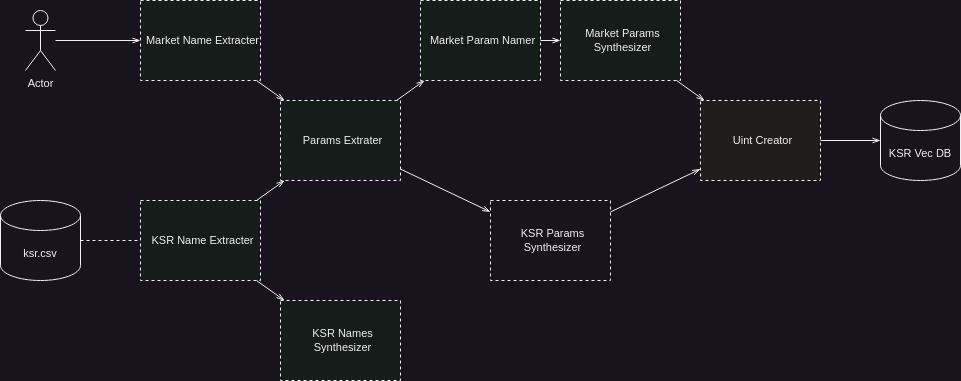 Market Name Extracter
Market Param Namer
Market Params
Synthesizer
Actor
Params Extrater
Uint Creator
KSR Vec DB
ksr.csv
KSR Name Extracter
KSR Params
Synthesizer
KSR Names
Synthesizer